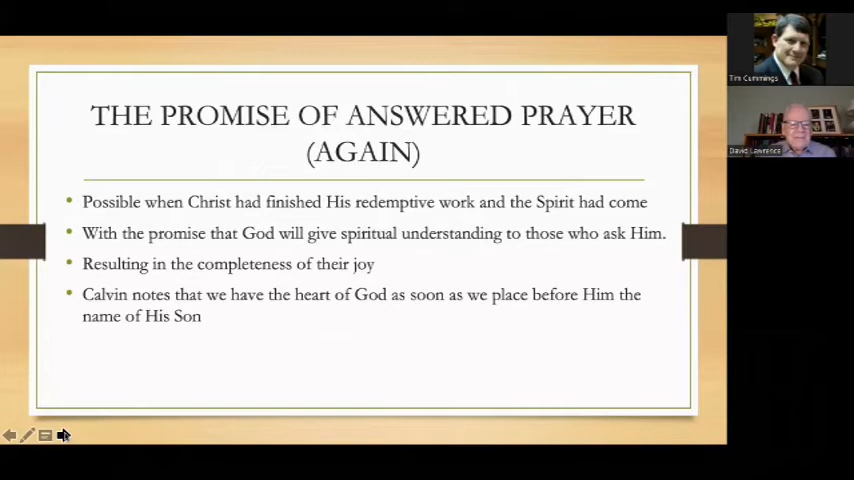 THE PROMISE OF ANSWERED PRAYER
(AGAIN)
Possible when Christ had finished His redemptive work and the Spirit had come
With the promise that God will give spiritual understanding to those who ask Him.
Resulting in the completeness of their joy
Calvin notes that we have the heart of God as soon as we place before Him the
name of His Son
Tim Cummings
David Lawrence